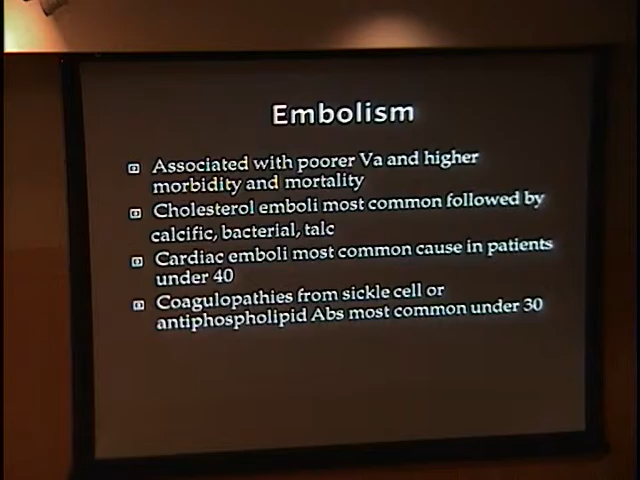 Embolism
Associated with poorer Va and higher
morbidity and mortality
Cholesterol emboli most common followed by
calcific, bacterial, talc
Cardiac emboli most common cause in patients
under 40
Coagulopathies from sickle cell or
antiphospholipid Abs most common under 30